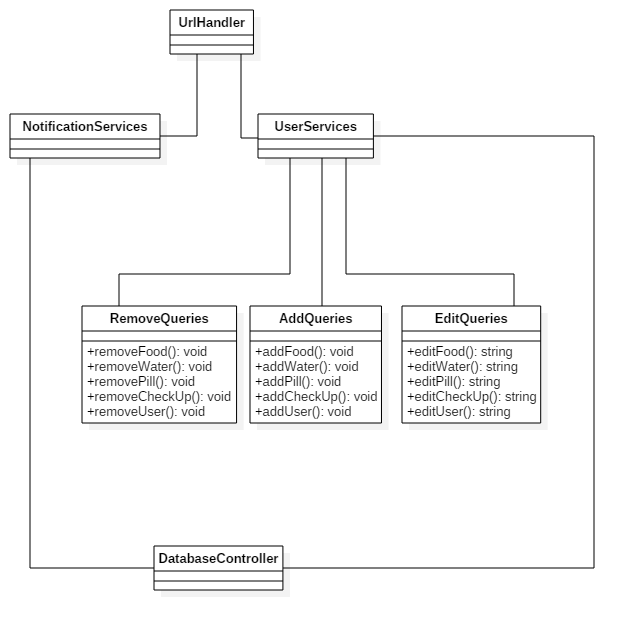 UrlHandler
NotificationServices
UserServices
RemoveQueries
+removeFood(): void
+removeWater(): void
+removePill(): void
+removeCheckUp(): void
+removeUser(): void
AddQueries
+addFood(): void
+addWater(): void
+addPill(): void
+addCheckUp(): void
+addUser(): void
EditQueries
+editFood(): string
+editWater(): string
+editPill(): string
+editCheckUp(): string
+editUser(): string
DatabaseController